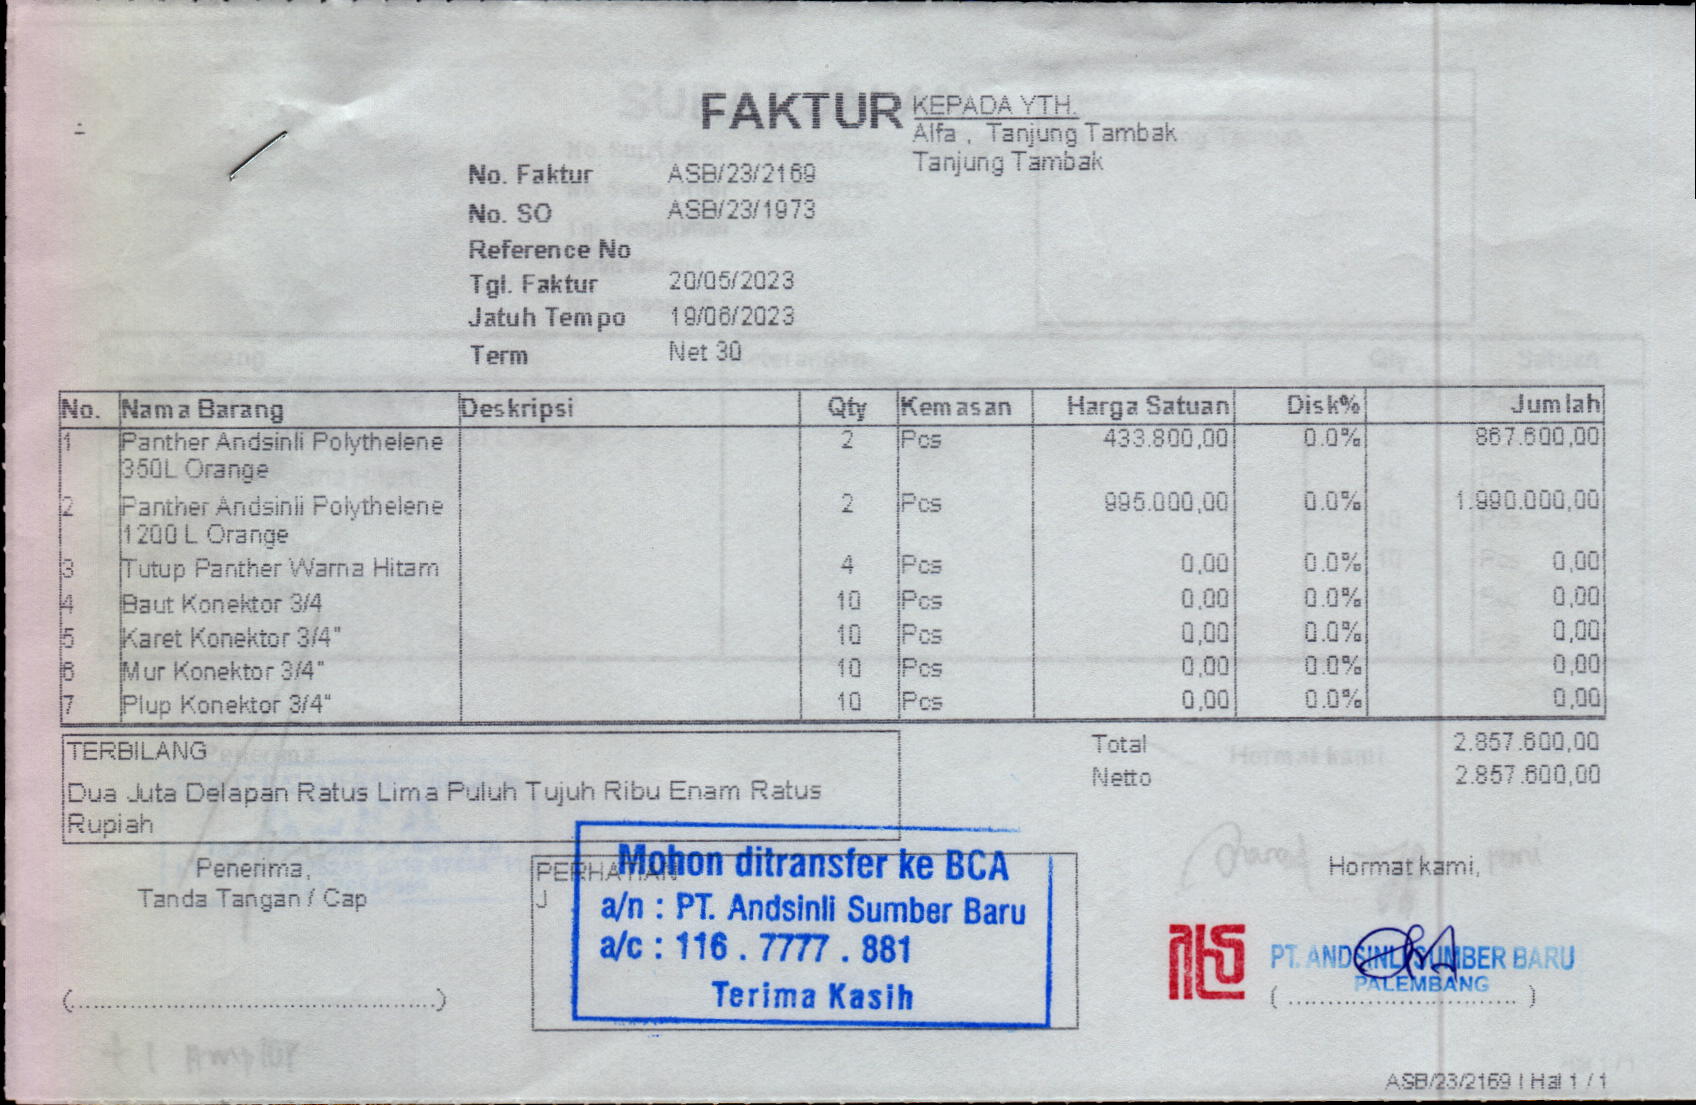 FAKTUR
KEPADA YTH.
Alfa , Tanjung Tambak
Tanjung Tambak
No. Faktur ASB/23/2169
No. SO ASB/23/1973
Reference No
Tgl. Faktur 20/05/2023
Jatuh Tempo 19/06/2023
Term Net 30
No. Nama Barang Deskripsi Qty Kemasan Harga Satuan Disk% Jumlah
1 Panther Andsinli Polythelene 2 Pcs 433.800,00 0.0% 867.600,00
350L Orange
2 Panther Andsinli Polythelene 2 Pcs 995.000,00 0.0% 1.990.000,00
1200 L Orange
3 Tutup Panther Warna Hitam 4 Pcs 0,00 0.0% 0,00
4 Baut Konektor 3/4 10 Pcs 0,00 0.0% 0,00
5 Karet Konektor 3/4" 10 Pcs 0,00 0.0% 0,00
6 Mur Konektor 3/4" 10 Pcs 0,00 0.0% 0,00
7 Plup Konektor 3/4" 10 Pcs 0,00 0.0% 0,00
TERBILANG
Dua Juta Delapan Ratus Lima Puluh Tujuh Ribu Enam Ratus
Rupiah
Total 2.857.600,00
Netto 2.857.600,00
Penerima,
Tanda Tangan / Cap
(..............................................)
PERHATIAN
J
Mohon ditransfer ke BCA
a/n : PT. Andsinli Sumber Baru
a/c : 116 . 7777 . 881
Terima Kasih
Hormat kami,
PT. ANDSINLI SUMBER BARU
PALEMBANG
( ............................. )
ASB/23/2169 | Hal 1 / 1